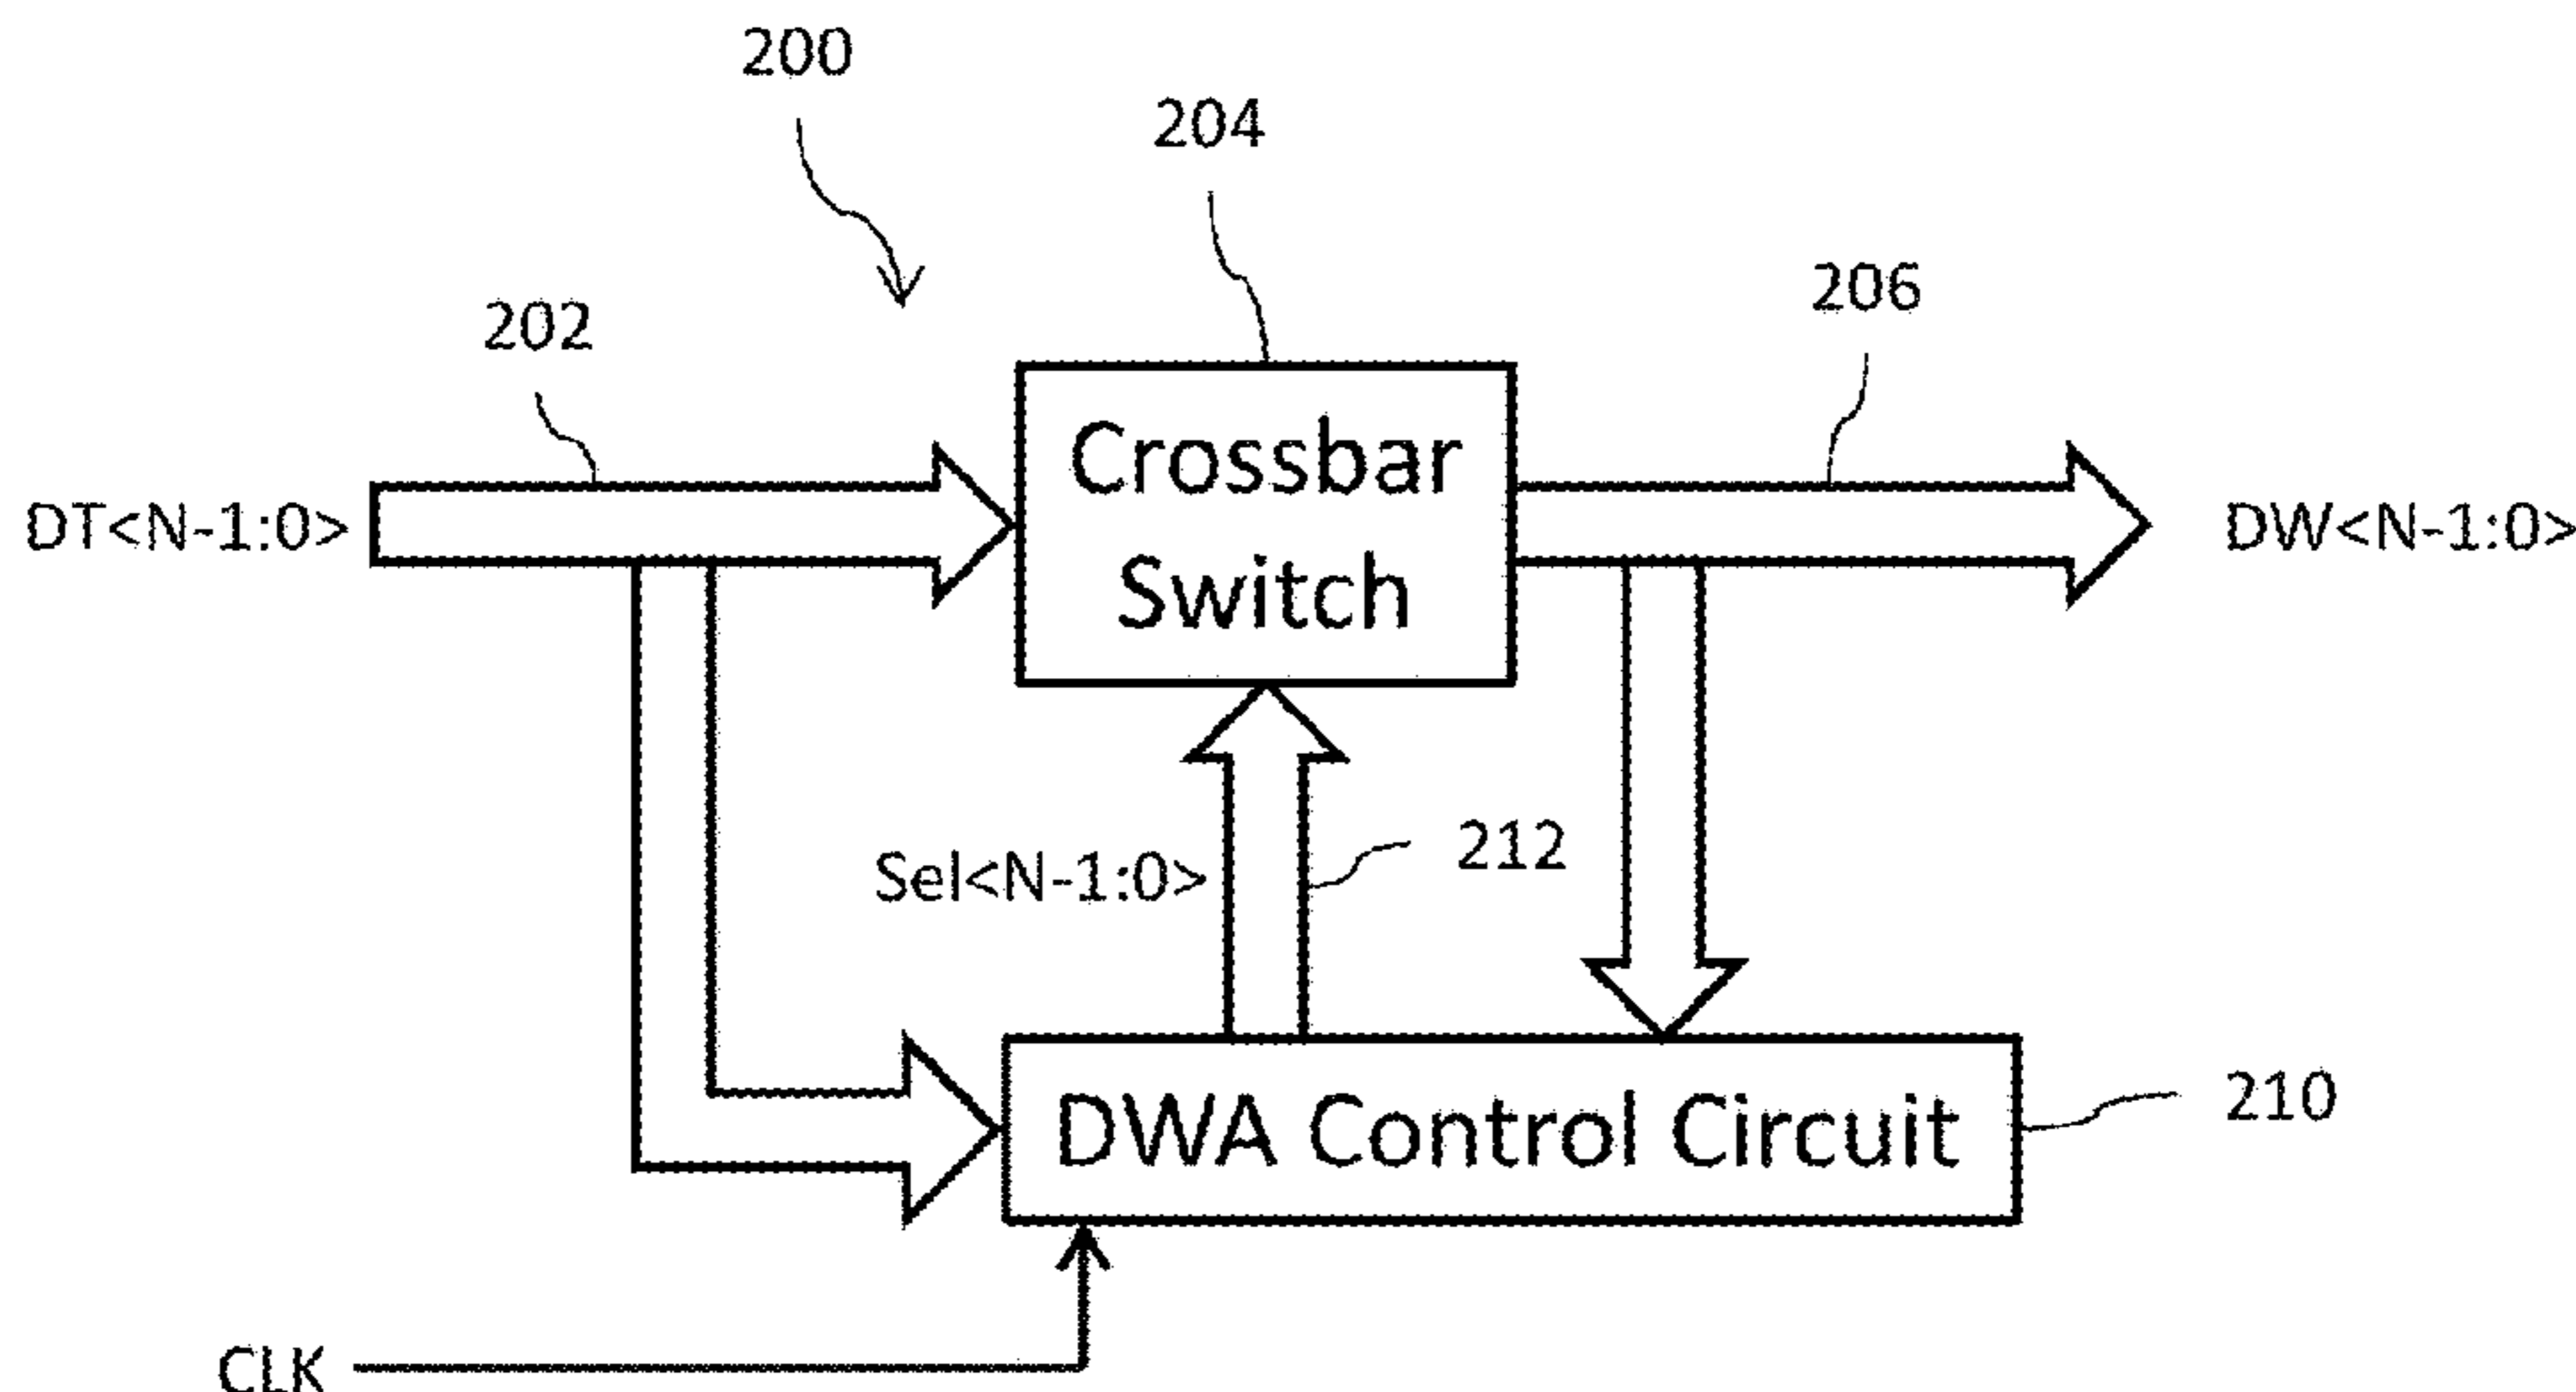 200
204
206
202
Crossbar
Switch
DT<N-1:0>
DW<N-1:0>
212
Sel<N-1:0>
DWA Control Circuit
210
CLK